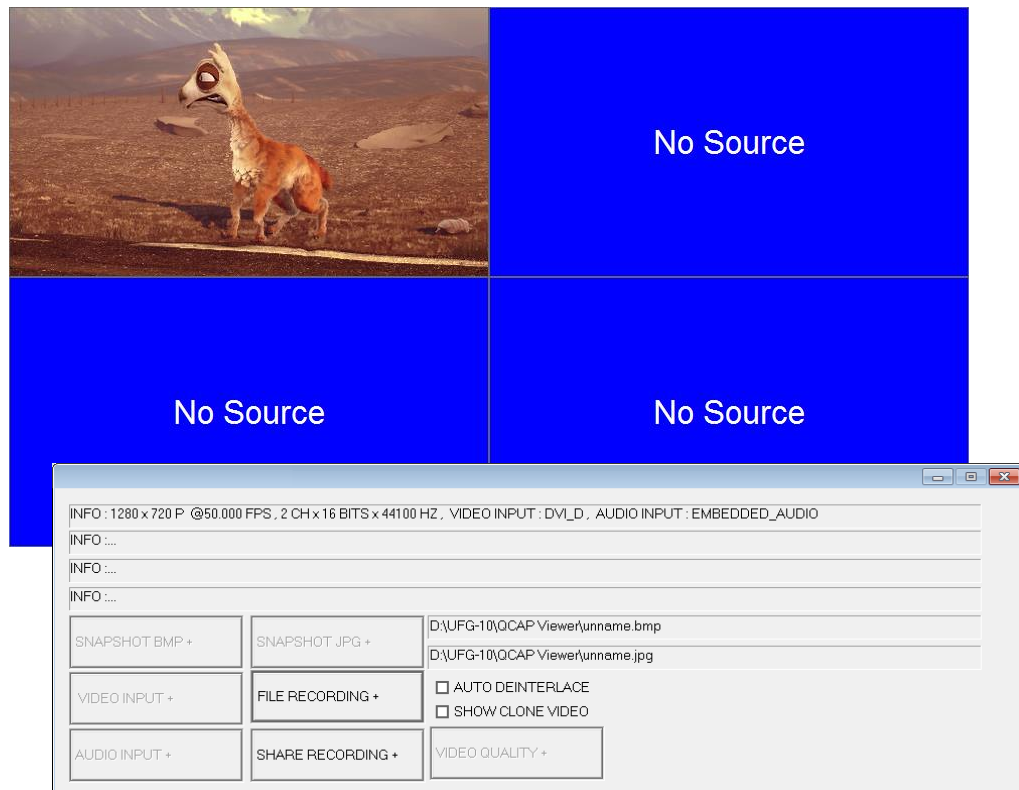 No Source
No Source
No Source
INFO : 1280 x 720 P @50.000 FPS , 2 CH x 16 BITS x 44100 HZ , VIDEO INPUT : DVI_D , AUDIO INPUT : EMBEDDED_AUDIO
INFO :...
INFO :...
INFO :...
SNAPSHOT BMP +
SNAPSHOT JPG +
D:\UFG-10\QCAP Viewer\unname.bmp
D:\UFG-10\QCAP Viewer\unname.jpg
VIDEO INPUT +
FILE RECORDING +
AUTO DEINTERLACE
SHOW CLONE VIDEO
AUDIO INPUT +
SHARE RECORDING +
VIDEO QUALITY +